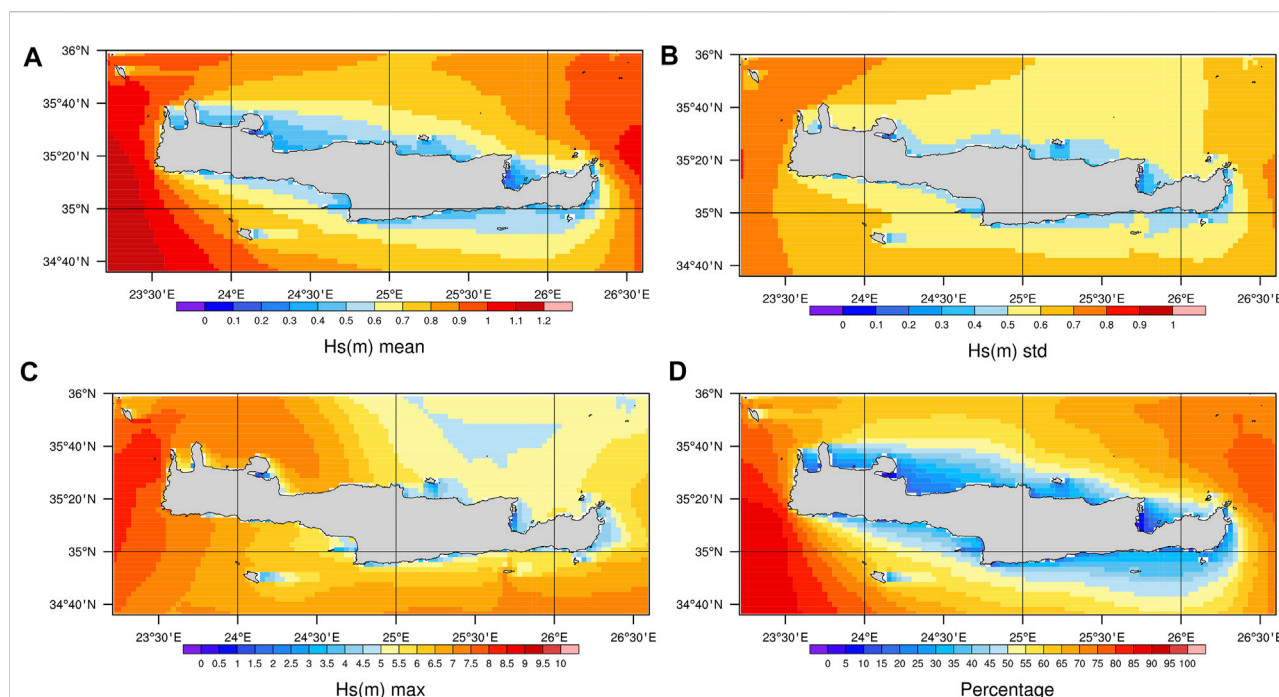 A
36°N
35°40'N
35°20'N
35°N
34°40'N
23°30'E 24°E 24°30'E 25°E 25°30'E 26°E 26°30'E
0 0.1 0.2 0.3 0.4 0.5 0.6 0.7 0.8 0.9 1 1.1 1.2
Hs(m) mean
B
36°N
35°40'N
35°20'N
35°N
34°40'N
23°30'E 24°E 24°30'E 25°E 25°30'E 26°E 26°30'E
0 0.1 0.2 0.3 0.4 0.5 0.6 0.7 0.8 0.9 1
Hs(m) std
C
36°N
35°40'N
35°20'N
35°N
34°40'N
23°30'E 24°E 24°30'E 25°E 25°30'E 26°E 26°30'E
0 0.5 1 1.5 2 2.5 3.5 4 4.5 5 5.5 6 6.5 7 7.5 8 8.5 9 9.5 10
Hs(m) max
D
36°N
35°40'N
35°20'N
35°N
34°40'N
23°30'E 24°E 24°30'E 25°E 25°30'E 26°E 26°30'E
0 5 10 15 20 30 35 40 45 50 55 60 65 70 75 80 85 90 95 100
Percentage